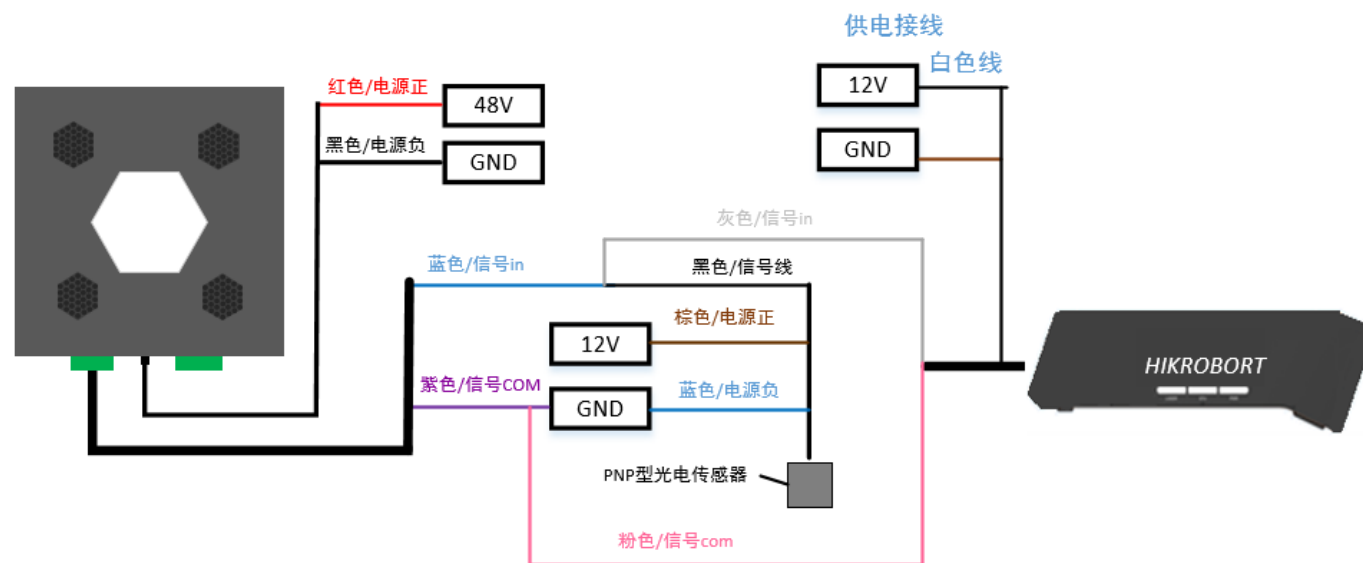 供电接线
白色线
12V
GND
红色/电源正
48V
黑色/电源负
GND
灰色/信号in
蓝色/信号in
黑色/信号线
棕色/电源正
12V
紫色/信号COM
GND
蓝色/电源负
PNP型光电传感器
粉色/信号com
HIKROBORT